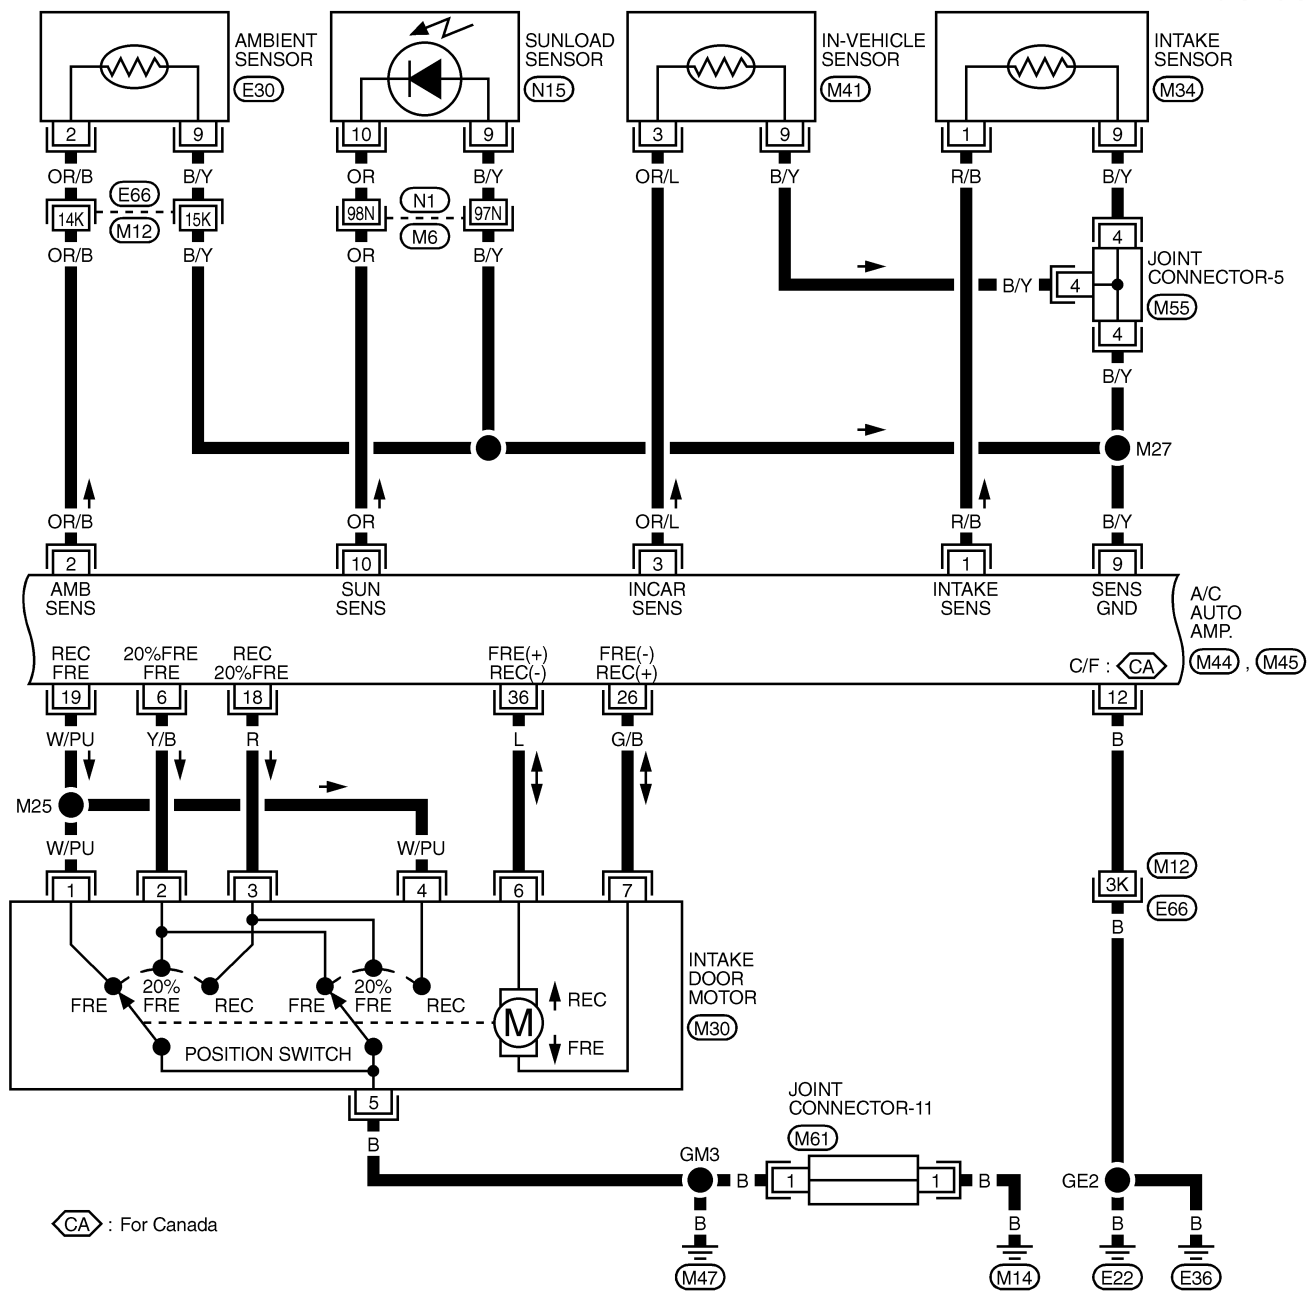 AMBIENT
SENSOR
E30
SUNLOAD
SENSOR
N15
IN-VEHICLE
SENSOR
M41
INTAKE
SENSOR
M34
2 9 10 9 3 9 1 9
OR/B B/Y OR B/Y OR/L B/Y R/B B/Y
14K E66 15K 98N N1 97N
M12 M6
4
OR/B B/Y OR B/Y
JOINT
CONNECTOR-5
B/Y 4
M55
4
B/Y
M27
OR/B OR OR/L R/B B/Y
2 10 3 1 9
AMB
SENS
SUN
SENS
INCAR
SENS
INTAKE
SENS
SENS
GND
A/C
AUTO
AMP.
M44 , M45
REC
FRE
20%FRE
FRE
REC
20%FRE
FRE(+)
REC(-)
FRE(-)
REC(+)
C/F : CA
19 6 18 36 26 12
W/PU Y/B R L G/B B
M25
W/PU W/PU
1 2 3 4 6 7
M12
3K
E66
B
FRE
20%
FRE
REC
FRE
20%
FRE
REC
M
REC
FRE
POSITION SWITCH
INTAKE
DOOR
MOTOR
M30
5
B
JOINT
CONNECTOR-11
M61
GM3
B 1 1 B
GE2
B B B B
M47 M14 E22 E36
CA : For Canada